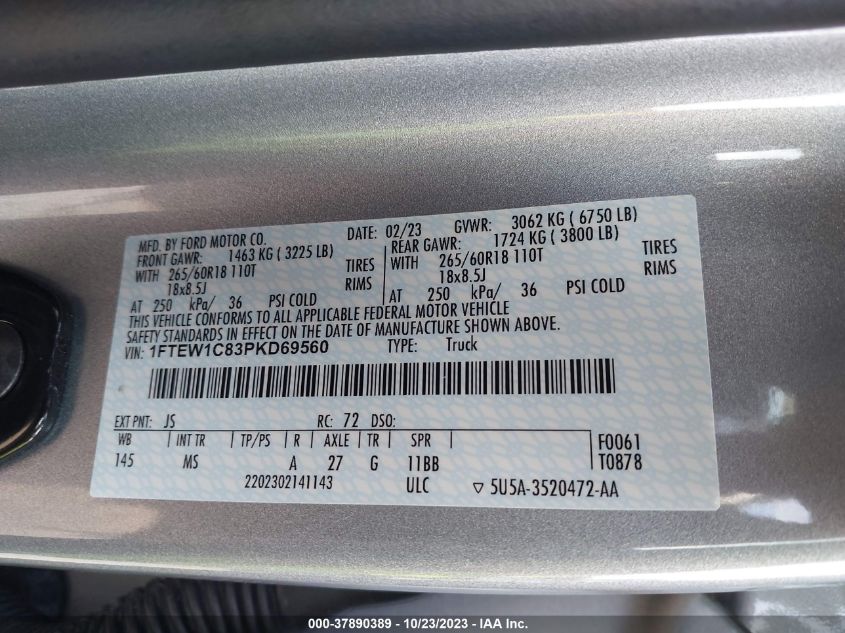 MFD. BY FORD MOTOR CO. DATE: 02/23 GVWR: 3062 KG ( 6750 LB)
FRONT GAWR: 1463 KG ( 3225 LB) REAR GAWR: 1724 KG ( 3800 LB)
WITH 265/60R18 110T TIRES WITH 265/60R18 110T TIRES
18x8.5J RIMS 18x8.5J RIMS
AT 250 kPa/ 36 PSI COLD AT 250 kPa/ 36 PSI COLD
THIS VEHICLE CONFORMS TO ALL APPLICABLE FEDERAL MOTOR VEHICLE
SAFETY STANDARDS IN EFFECT ON THE DATE OF MANUFACTURE SHOWN ABOVE.
VIN: 1FTEW1C83PKD69560 TYPE: Truck
EXT PNT: JS RC: 72 DSO:
WB INT TR TP/PS R AXLE TR SPR F0061
145 MS A 27 G 11BB T0878
2202302141143 ULC ▽ 5U5A-3520472-AA
000-37890389 - 10/23/2023 - IAA Inc.